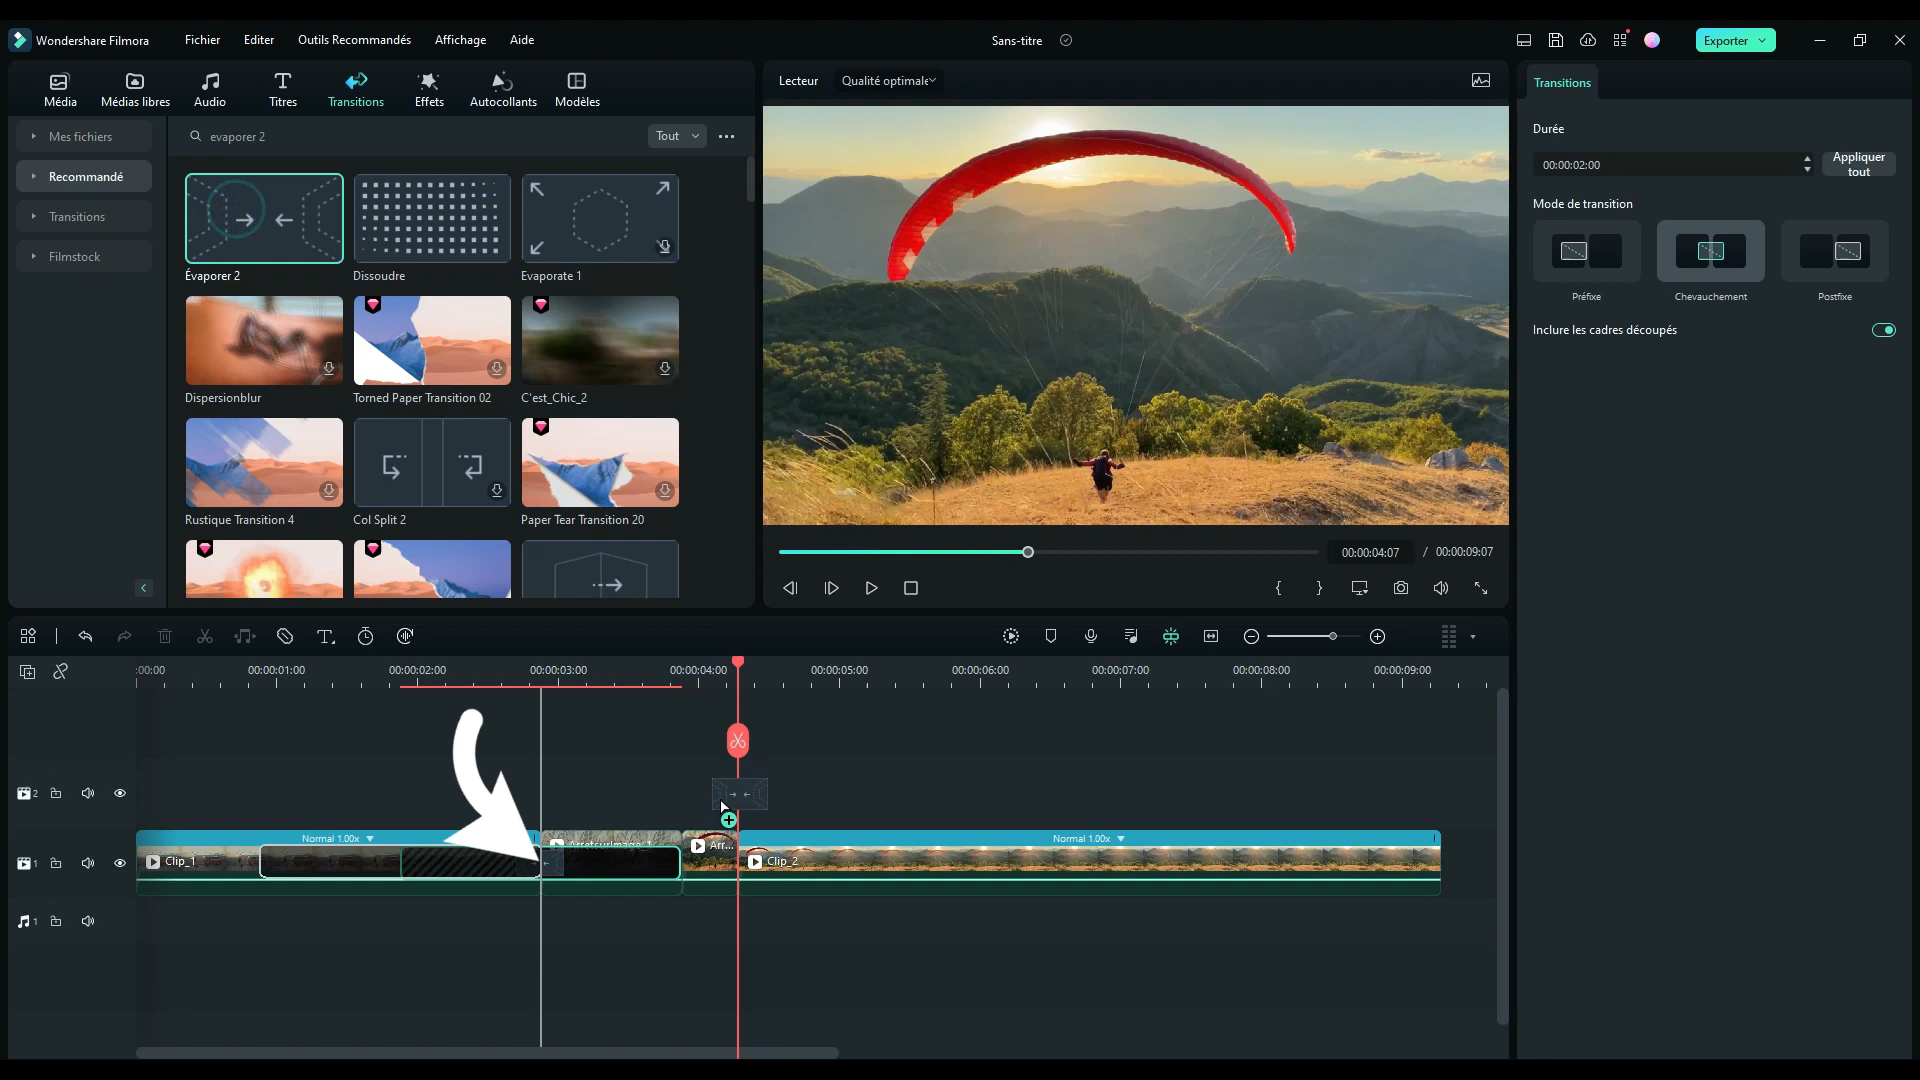 Wondershare Filmora
Fichier
Editer
Outils Recommandés
Affichage
Aide
Sans-titre
Exporter
Média
Médias libres
Audio
Titres
Transitions
Effets
Autocollants
Modèles
Mes fichiers
Recommandé
Transitions
Filmstock
evaporer 2
Tout
Évaporer 2
Dissoudre
Evaporate 1
Dispersionblur
Torned Paper Transition 02
C'est_Chic_2
Rustique Transition 4
Col Split 2
Paper Tear Transition 20
Lecteur
Qualité optimale
00:00:04:07 / 00:00:09:07
Transitions
Durée
00:00:02:00
Appliquer
tout
Mode de transition
Préfixe
Chevauchement
Postfixe
Inclure les cadres découpés
:00:00
00:00:01:00
00:00:02:00
00:00:03:00
00:00:04:00
00:00:05:00
00:00:06:00
00:00:07:00
00:00:08:00
00:00:09:00
2
Normal 1.00x
Normal 1.00x
1
Clip_1
ArretsurImage_1
Arr...
Clip_2
1